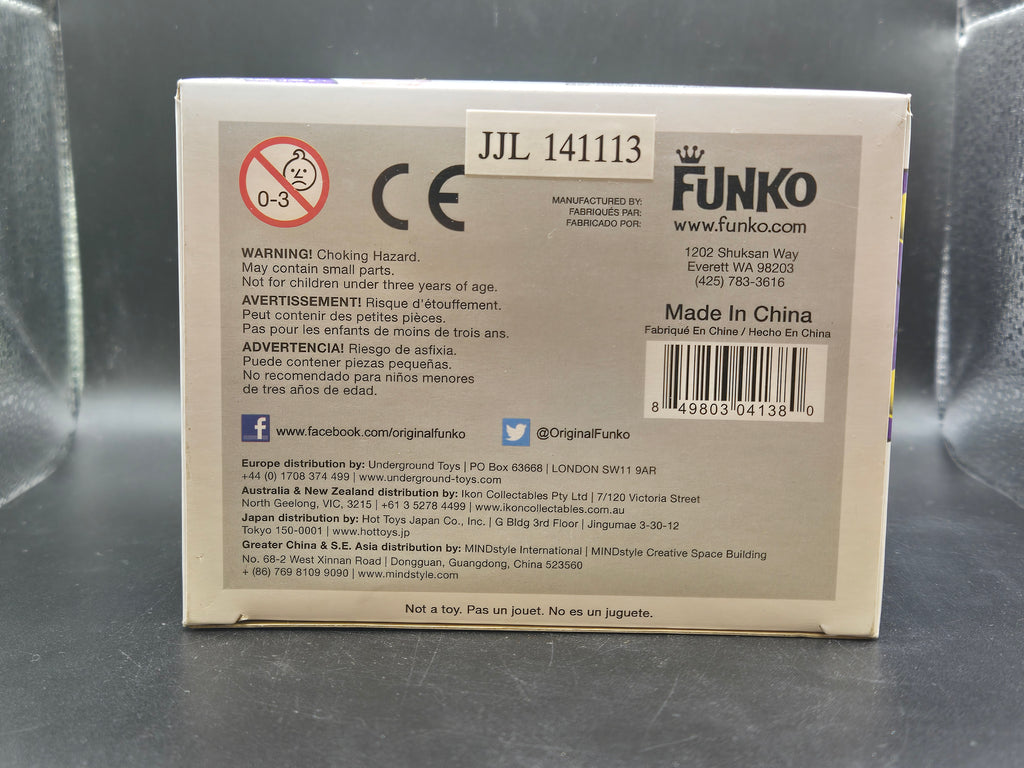 JJL 141113
0-3
CE
MANUFACTURED BY:
FABRIQUÉS PAR:
FABRICADO POR:
FUNKO
www.funko.com
1202 Shuksan Way
Everett WA 98203
(425) 783-3616
WARNING! Choking Hazard.
May contain small parts.
Not for children under three years of age.
AVERTISSEMENT! Risque d'étouffement.
Peut contenir des petites pièces.
Pas pour les enfants de moins de trois ans.
ADVERTENCIA! Riesgo de asfixia.
Puede contener piezas pequeñas.
No recomendado para niños menores
de tres años de edad.
Made In China
Fabriqué En Chine / Hecho En China
8 49803 04138 0
www.facebook.com/originalfunko
@OriginalFunko
Europe distribution by: Underground Toys | PO Box 63668 | LONDON SW11 9AR
+44 (0) 1708 374 499 | www.underground-toys.com
Australia & New Zealand distribution by: Ikon Collectables Pty Ltd | 7/120 Victoria Street
North Geelong, VIC, 3215 | +61 3 5278 4499 | www.ikoncollectables.com.au
Japan distribution by: Hot Toys Japan Co., Inc. | G Bldg 3rd Floor | Jingumae 3-30-12
Tokyo 150-0001 | www.hottoys.jp
Greater China & S.E. Asia distribution by: MINDstyle International | MINDstyle Creative Space Building
No. 68-2 West Xinnan Road | Dongguan, Guangdong, China 523560
+ (86) 769 8109 9090 | www.mindstyle.com
Not a toy. Pas un jouet. No es un juguete.